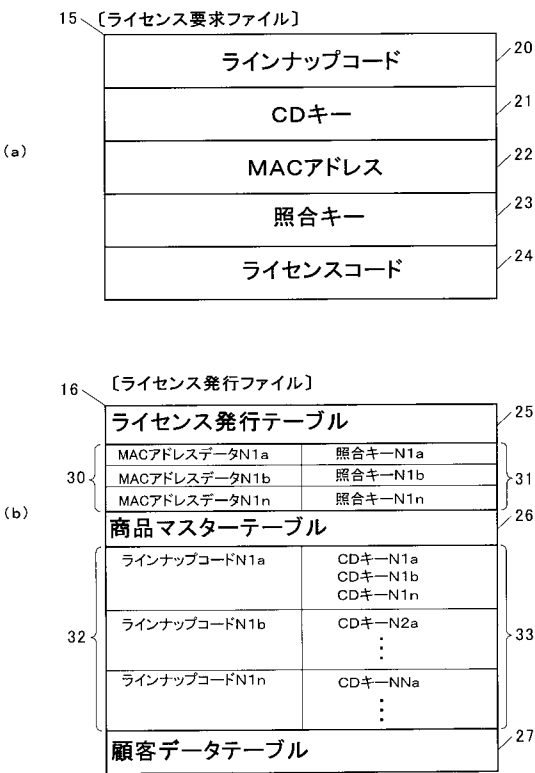 15 〔ライセンス要求ファイル〕
ラインナップコード 20
CDキー 21
(a) MACアドレス 22
照合キー 23
ライセンスコード 24
16 〔ライセンス発行ファイル〕
ライセンス発行テーブル 25
MACアドレスデータN1a 照合キーN1a
30 MACアドレスデータN1b 照合キーN1b 31
MACアドレスデータN1n 照合キーN1n
(b) 商品マスターテーブル 26
ラインナップコードN1a CDキーN1a
CDキーN1b
CDキーN1n
32 ラインナップコードN1b CDキーN2a 33
⋮
ラインナップコードN1n CDキーNNa
⋮
顧客データテーブル 27